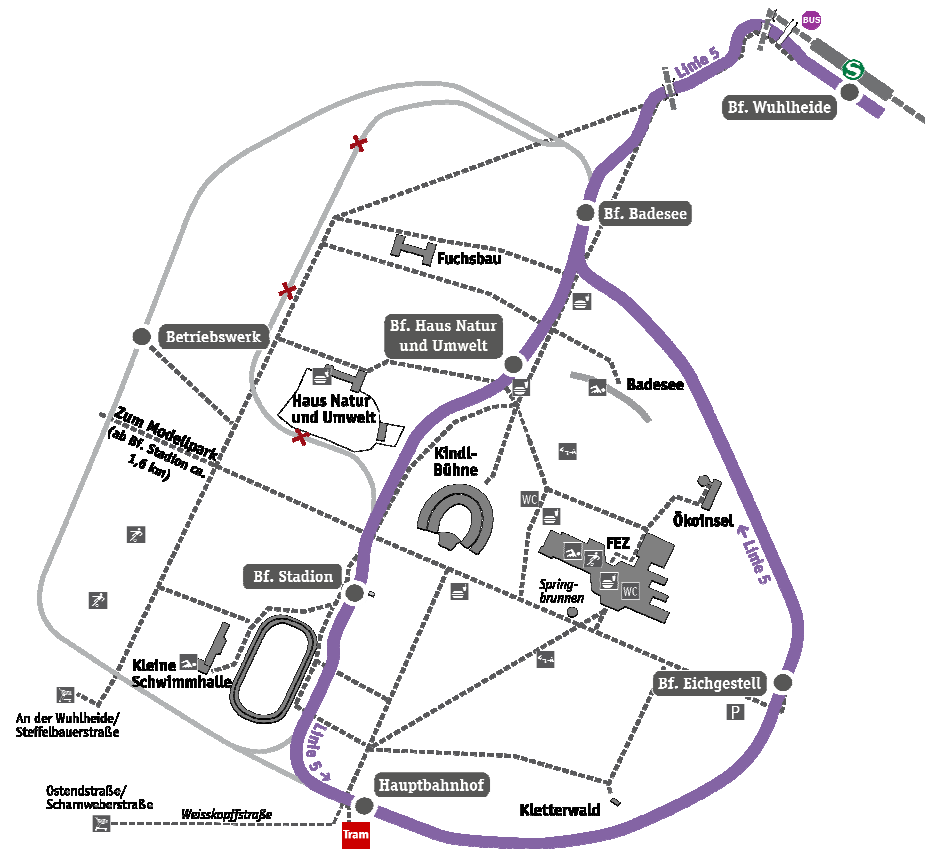 BUS
Linie 5
S
Bf. Wuhlheide
Bf. Badesee
Fuchsbau
Bf. Haus Natur
und Umwelt
Betriebswerk
Badesee
Haus Natur
und Umwelt
Zum Modellpark
(ab Bf. Stadion ca.
1,6 km)
Kindl-
Bühne
WC
Ökoinsel
FEZ
Linie 5
Bf. Stadion
Spring-
brunnen
WC
Kleine
Schwimmhalle
Bf. Eichgestell
P
An der Wuhlheide/
Steffelbauerstraße
Linie 5
Hauptbahnhof
Ostendstraße/
Scharnweberstraße
Weisskopffstraße
Kletterwald
Tram